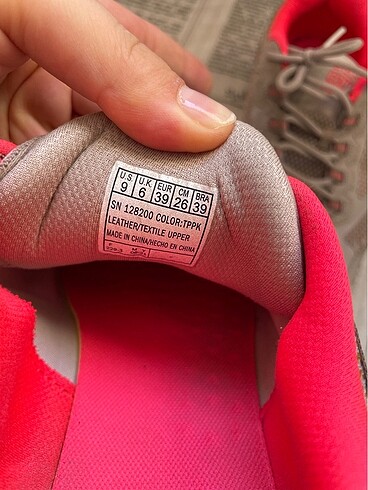 U.S U.K EUR CM BRA
9 6 39 26 39
SN 128200 COLOR:TPPK
LEATHER/TEXTILE UPPER
MADE IN CHINA/HECHO EN CHINA